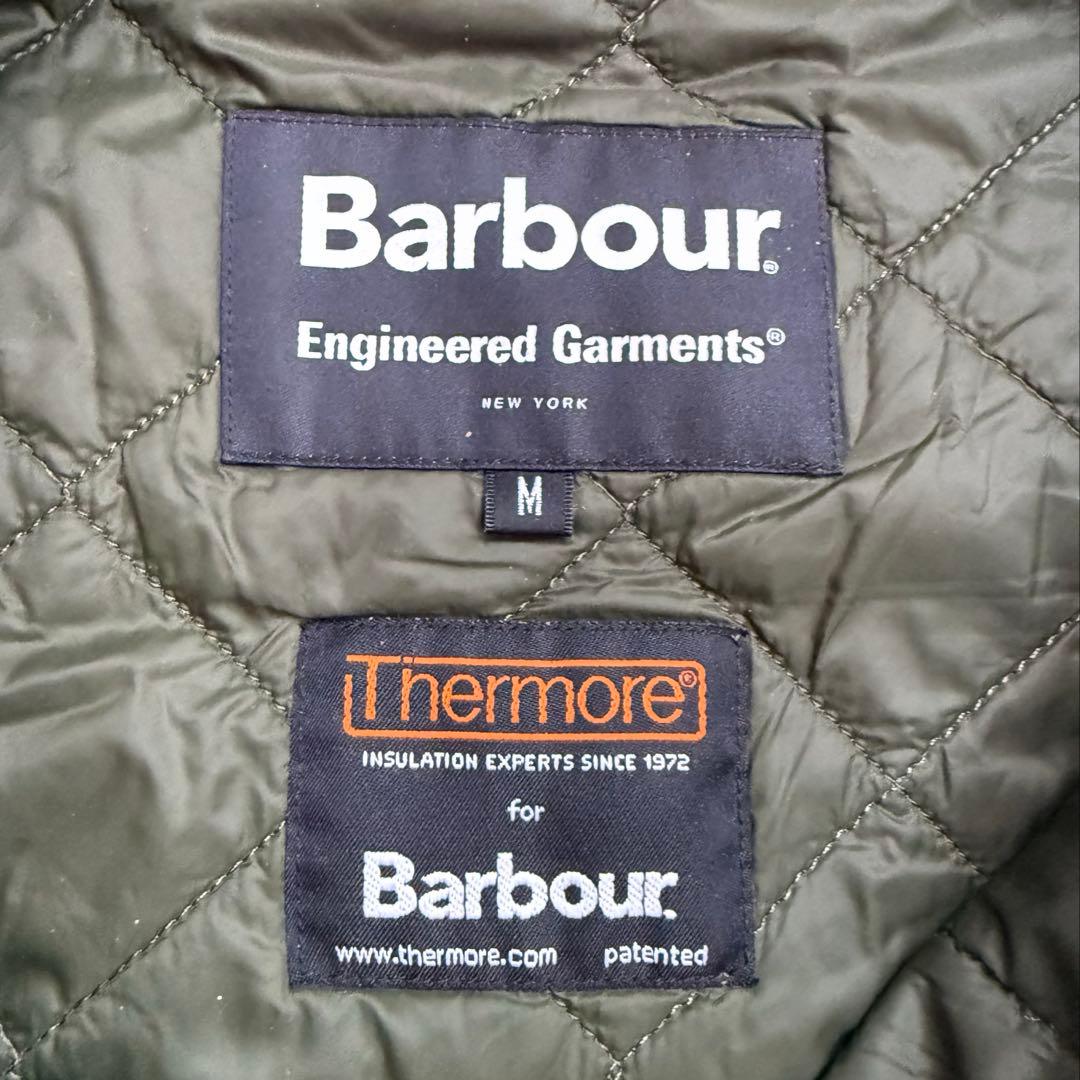 Barbour®
Engineered Garments®
NEW YORK
M
Thermore®
INSULATION EXPERTS SINCE 1972
for
Barbour.
www.thermore.com patented